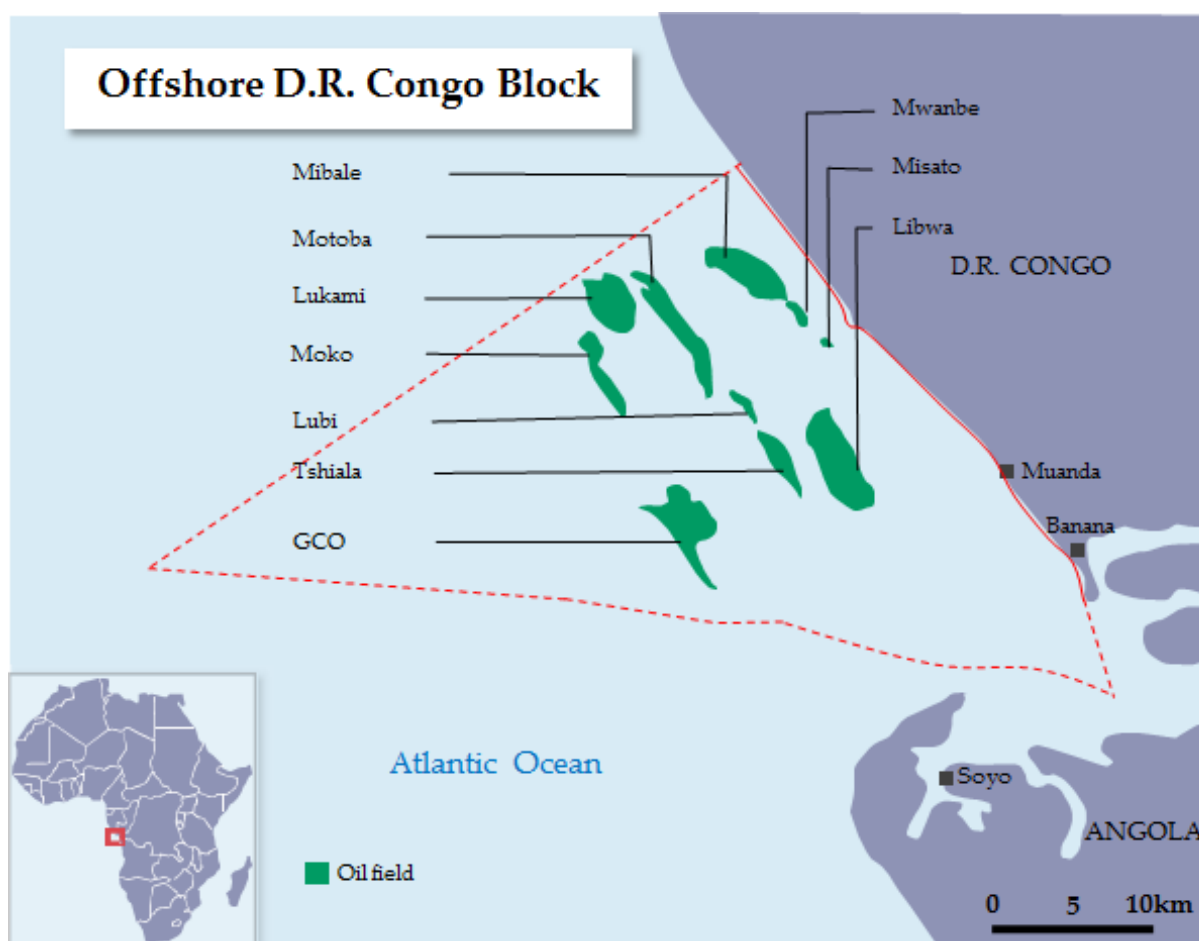 Offshore D.R. Congo Block
Mwanbe
Mibale
Misato
Motoba
Libwa
D.R. CONGO
Lukami
Moko
Lubi
Tshiala
Muanda
Banana
GCO
Atlantic Ocean
Soyo
ANGOLA
Oil field
0 5 10km